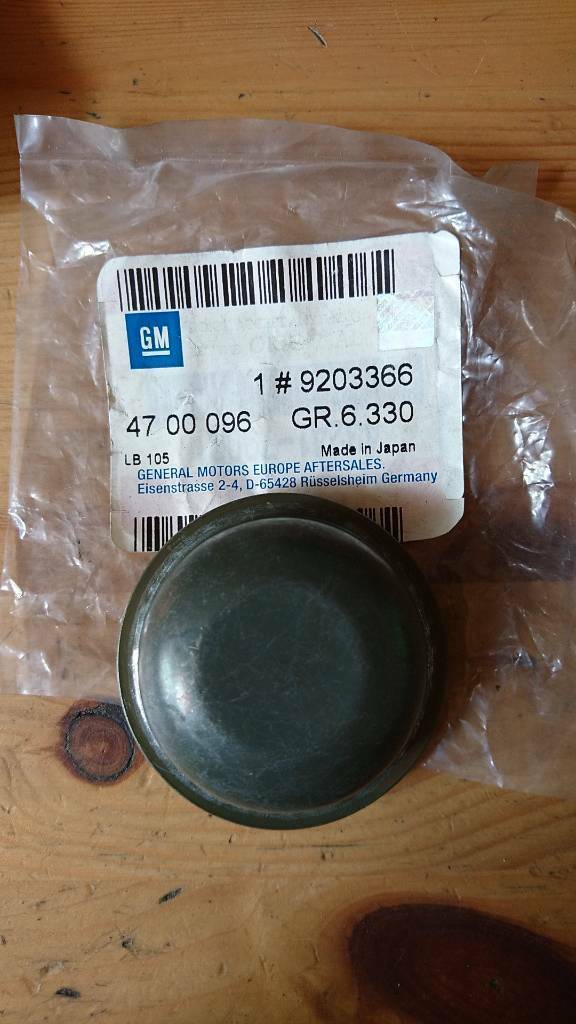 GM
1 # 9203366
47 00 096 GR.6.330
LB 105 Made in Japan
GENERAL MOTORS EUROPE AFTERSALES.
Eisenstrasse 2-4, D-65428 Rüsselsheim Germany